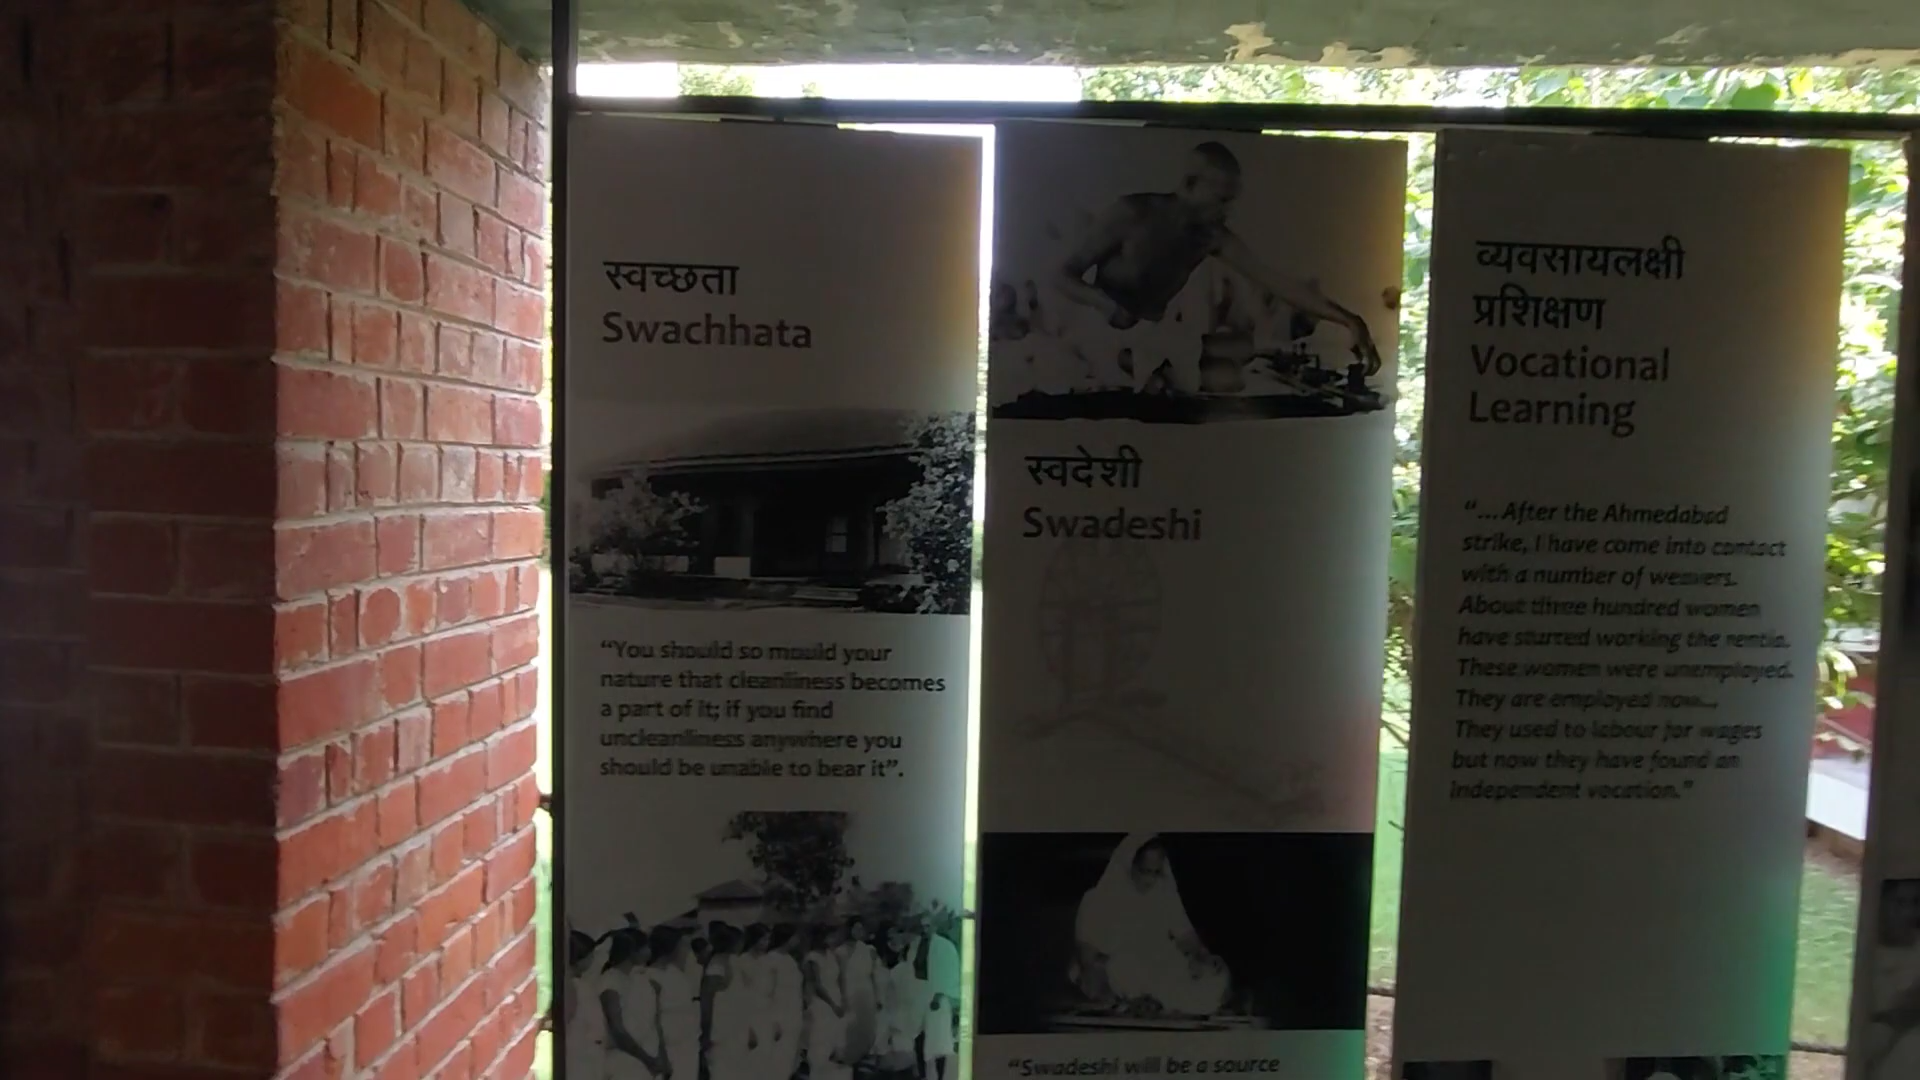 स्वच्छता
Swachhata
“You should so mould your
nature that cleanliness becomes
a part of it; if you find
uncleanliness anywhere you
should be unable to bear it”.
स्वदेशी
Swadeshi
“Swadeshi will be a source
व्यवसायलक्षी
प्रशिक्षण
Vocational
Learning
“...After the Ahmedabad
strike, I have come into contact
with a number of weavers.
About three hundred women
have started working the rentia.
These women were unemployed.
They are employed now...
They used to labour for wages
but now they have found an
independent vocation.”